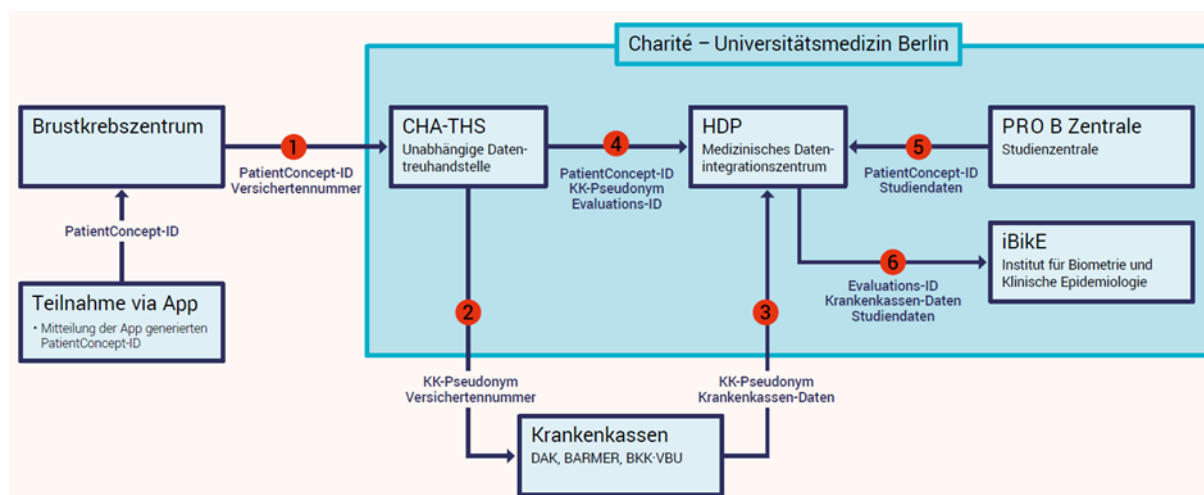 Charité – Universitätsmedizin Berlin
Brustkrebszentrum
1
PatientConcept-ID
Versichertennummer
CHA-THS
Unabhängige Daten-
treuhandstelle
4
PatientConcept-ID
KK-Pseudonym
Evaluations-ID
HDP
Medizinisches Daten-
integrationszentrum
5
PatientConcept-ID
Studiendaten
PRO B Zentrale
Studienzentrale
PatientConcept-ID
Teilnahme via App
• Mitteilung der App generierten
PatientConcept-ID
2
3
6
Evaluations-ID
Krankenkassen-Daten
Studiendaten
iBikE
Institut für Biometrie und
Klinische Epidemiologie
KK-Pseudonym
Versichertennummer
KK-Pseudonym
Krankenkassen-Daten
Krankenkassen
DAK, BARMER, BKK·VBU